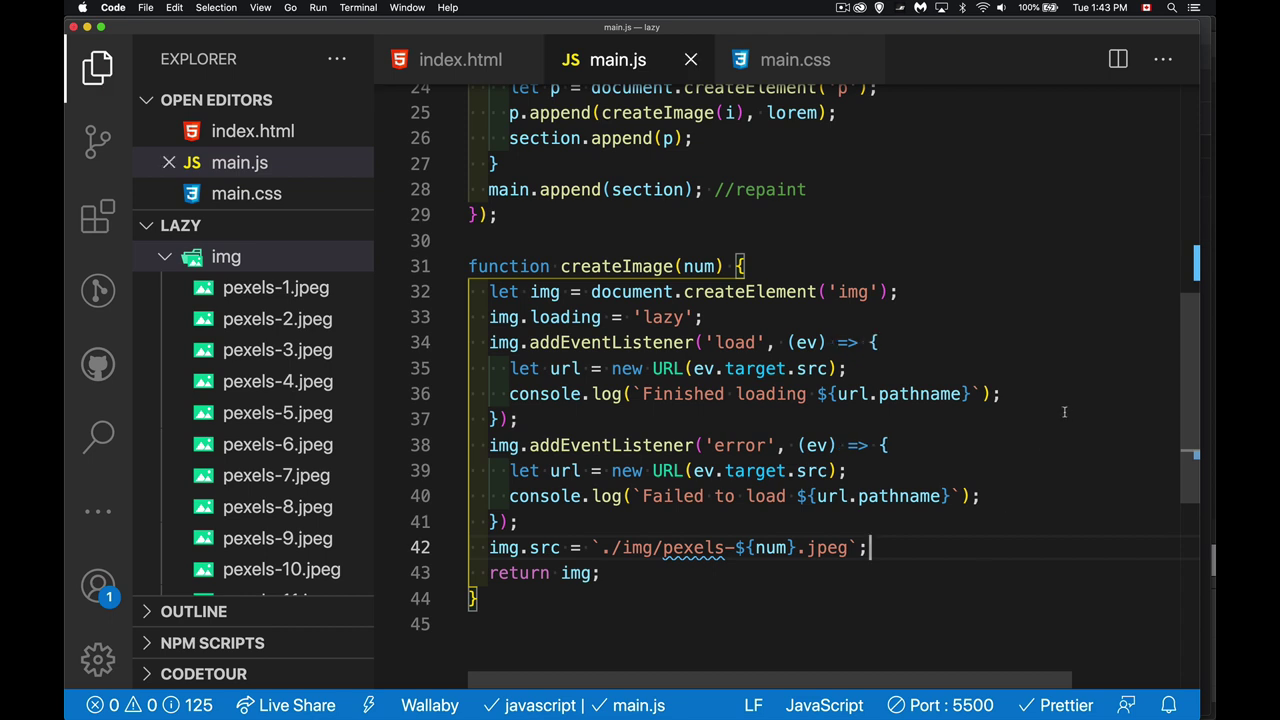 Code File Edit Selection View Go Run Terminal Window Help 100% Tue 1:43 PM
main.js — lazy
EXPLORER
OPEN EDITORS
index.html
JS main.js
main.css
LAZY
img
pexels-1.jpeg
pexels-2.jpeg
pexels-3.jpeg
pexels-4.jpeg
pexels-5.jpeg
pexels-6.jpeg
pexels-7.jpeg
pexels-8.jpeg
pexels-9.jpeg
pexels-10.jpeg
OUTLINE
NPM SCRIPTS
CODETOUR
1
index.html JS main.js main.css
24 let p = document.createElement('p');
25 p.append(createImage(i), lorem);
26 section.append(p);
27 }
28 main.append(section); //repaint
29 });
30
31 function createImage(num) {
32 let img = document.createElement('img');
33 img.loading = 'lazy';
34 img.addEventListener('load', (ev) => {
35 let url = new URL(ev.target.src);
36 console.log(`Finished loading ${url.pathname}`);
37 });
38 img.addEventListener('error', (ev) => {
39 let url = new URL(ev.target.src);
40 console.log(`Failed to load ${url.pathname}`);
41 });
42 img.src = `./img/pexels-${num}.jpeg`;
43 return img;
44 }
45
0 0 125 Live Share Wallaby javascript | main.js LF JavaScript Port : 5500 Prettier